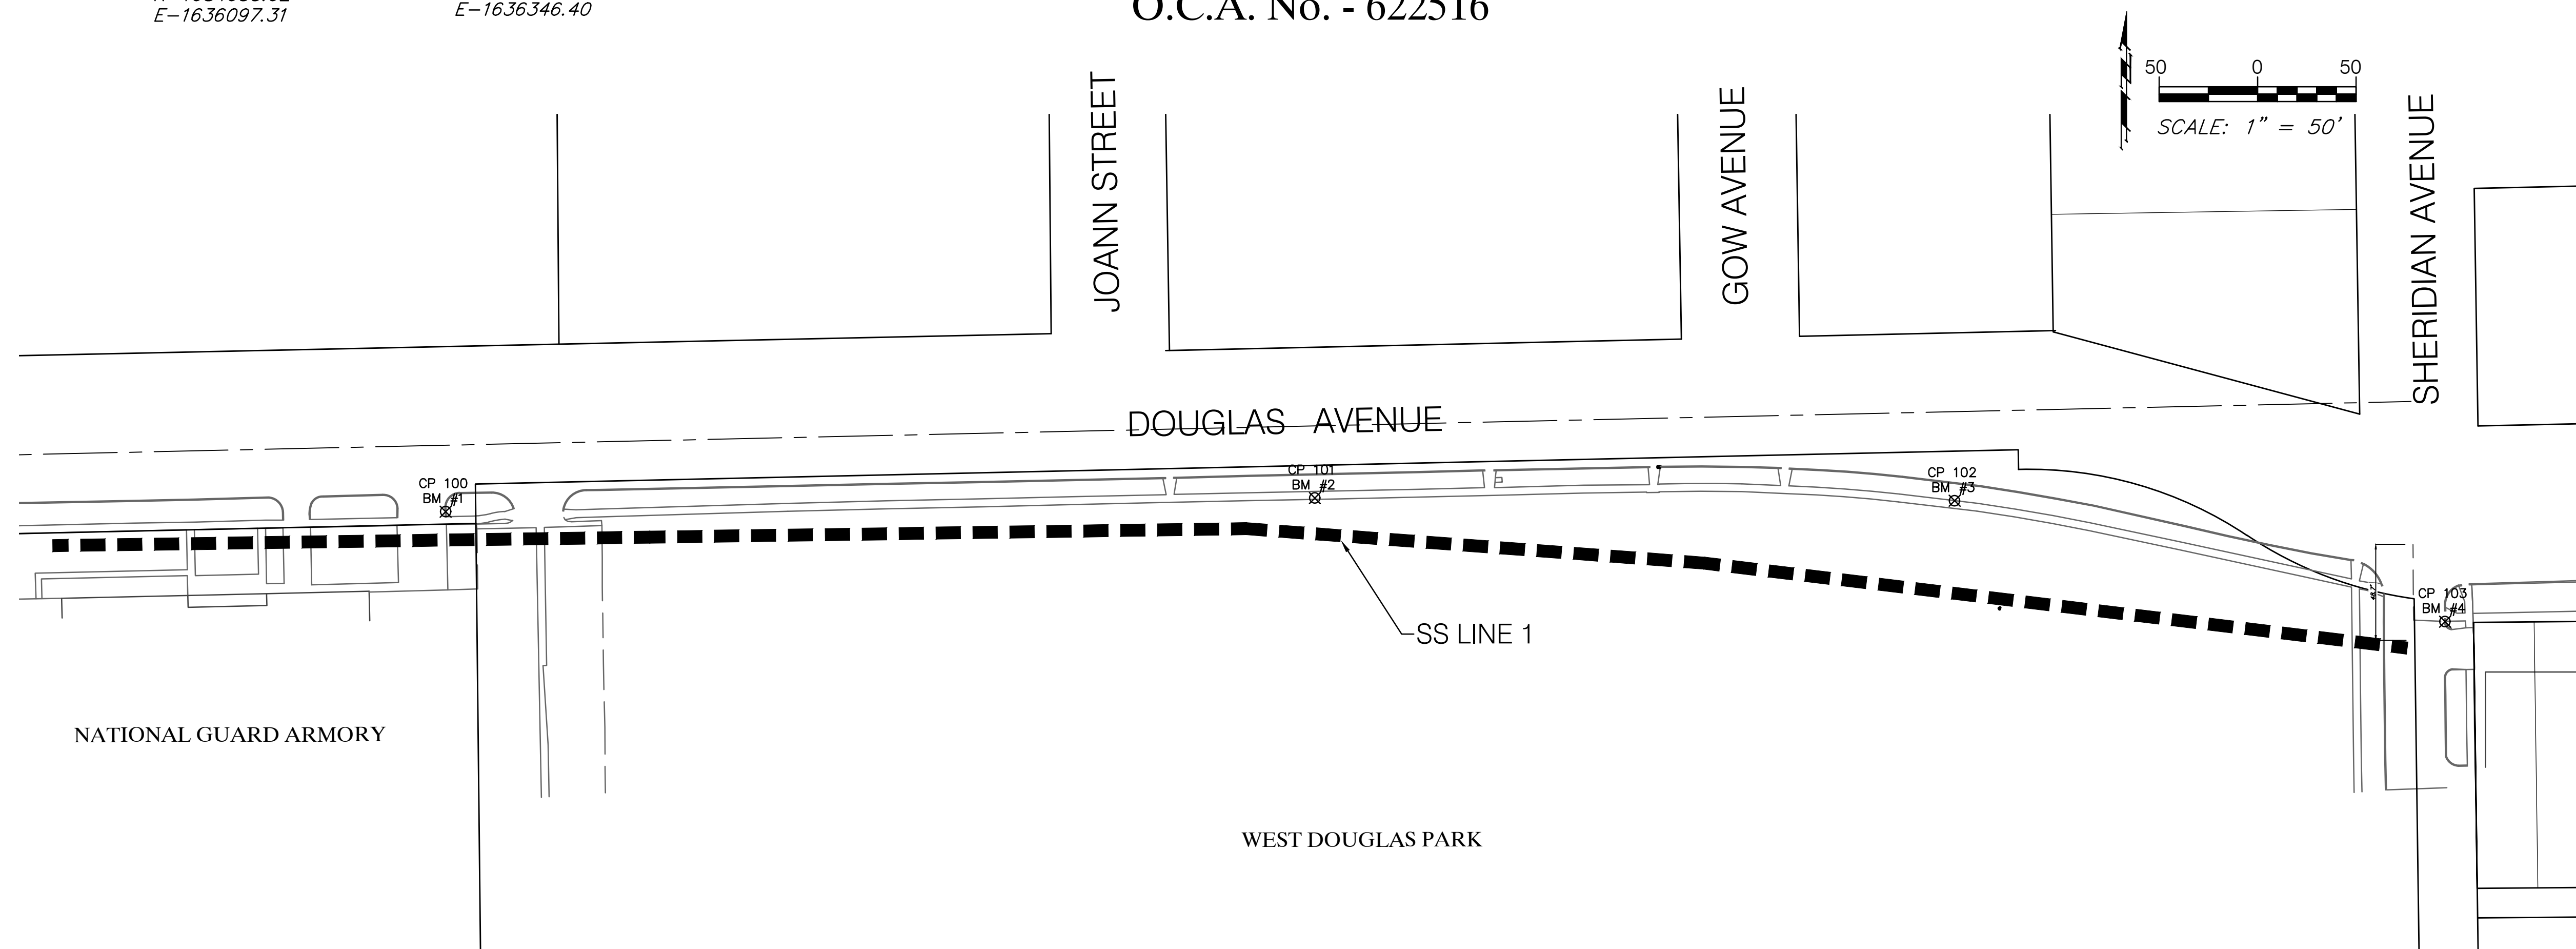 E-1636097.31
E-1636346.40
O.C.A. No. - 622516
50 0 50
SCALE: 1" = 50'
JOANN STREET
GOW AVENUE
SHERIDIAN AVENUE
DOUGLAS AVENUE
CP 100
BM #1
CP 101
BM #2
CP 102
BM #3
CP 103
BM #4
SS LINE 1
NATIONAL GUARD ARMORY
WEST DOUGLAS PARK